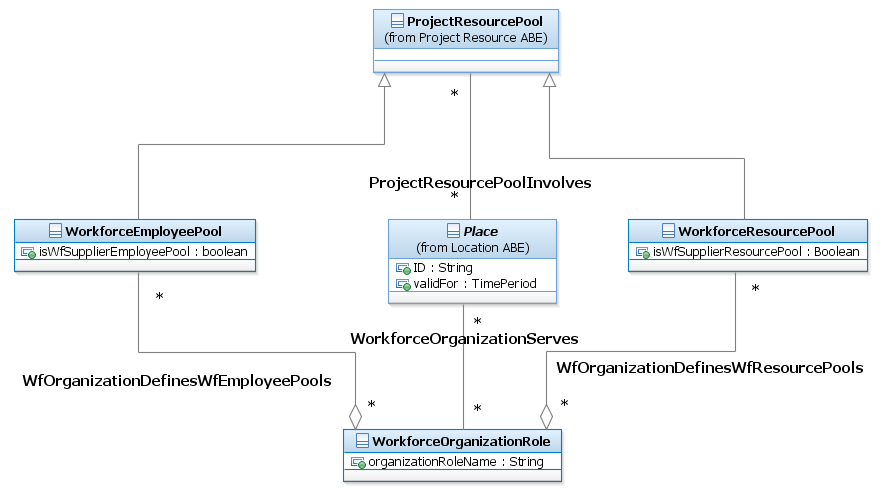 ProjectResourcePool
(from Project Resource ABE)
*
ProjectResourcePoolInvolves
*
WorkforceEmployeePool
isWfSupplierEmployeePool : boolean
Place
(from Location ABE)
ID : String
validFor : TimePeriod
WorkforceResourcePool
isWfSupplierResourcePool : Boolean
*
*
*
WorkforceOrganizationServes
WfOrganizationDefinesWfEmployeePools
WfOrganizationDefinesWfResourcePools
*
*
*
WorkforceOrganizationRole
organizationRoleName : String